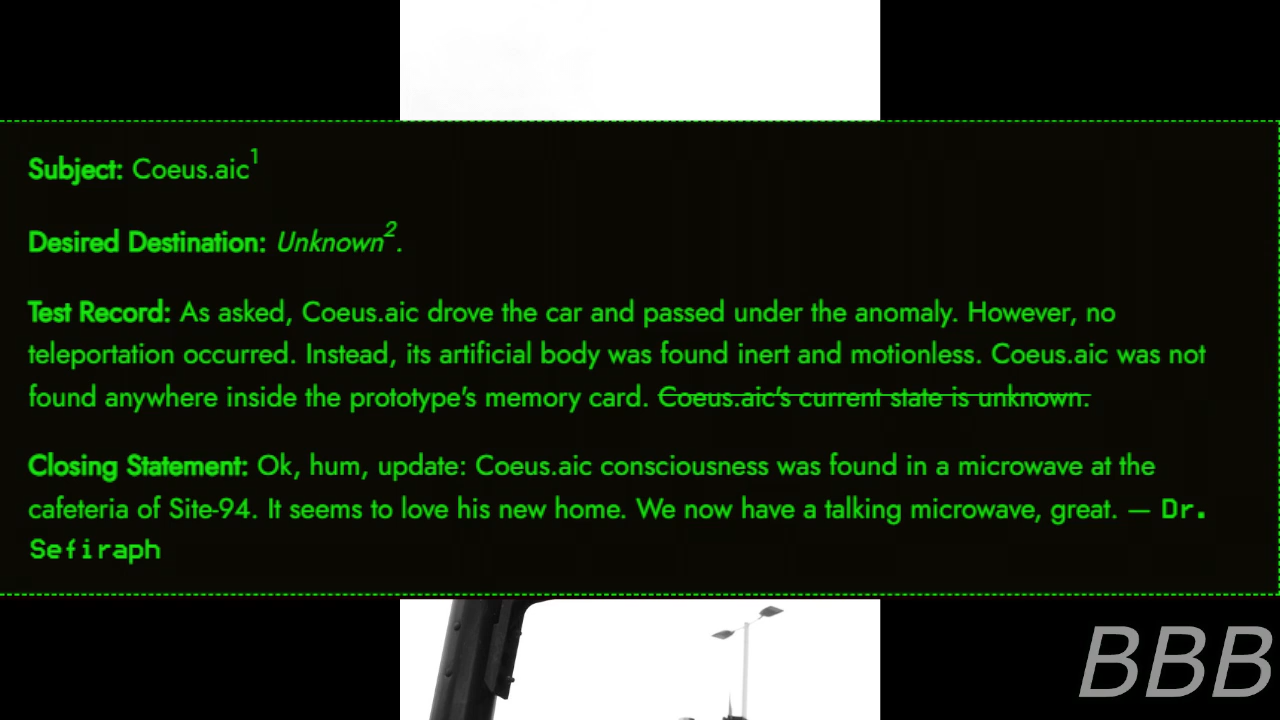 Subject: Coeus.aic1
Desired Destination: Unknown2.
Test Record: As asked, Coeus.aic drove the car and passed under the anomaly. However, no
teleportation occurred. Instead, its artificial body was found inert and motionless. Coeus.aic was not
found anywhere inside the prototype's memory card. Coeus.aic's current state is unknown.
Closing Statement: Ok, hum, update: Coeus.aic consciousness was found in a microwave at the
cafeteria of Site-94. It seems to love his new home. We now have a talking microwave, great. — Dr.
Sefiraph
BBB